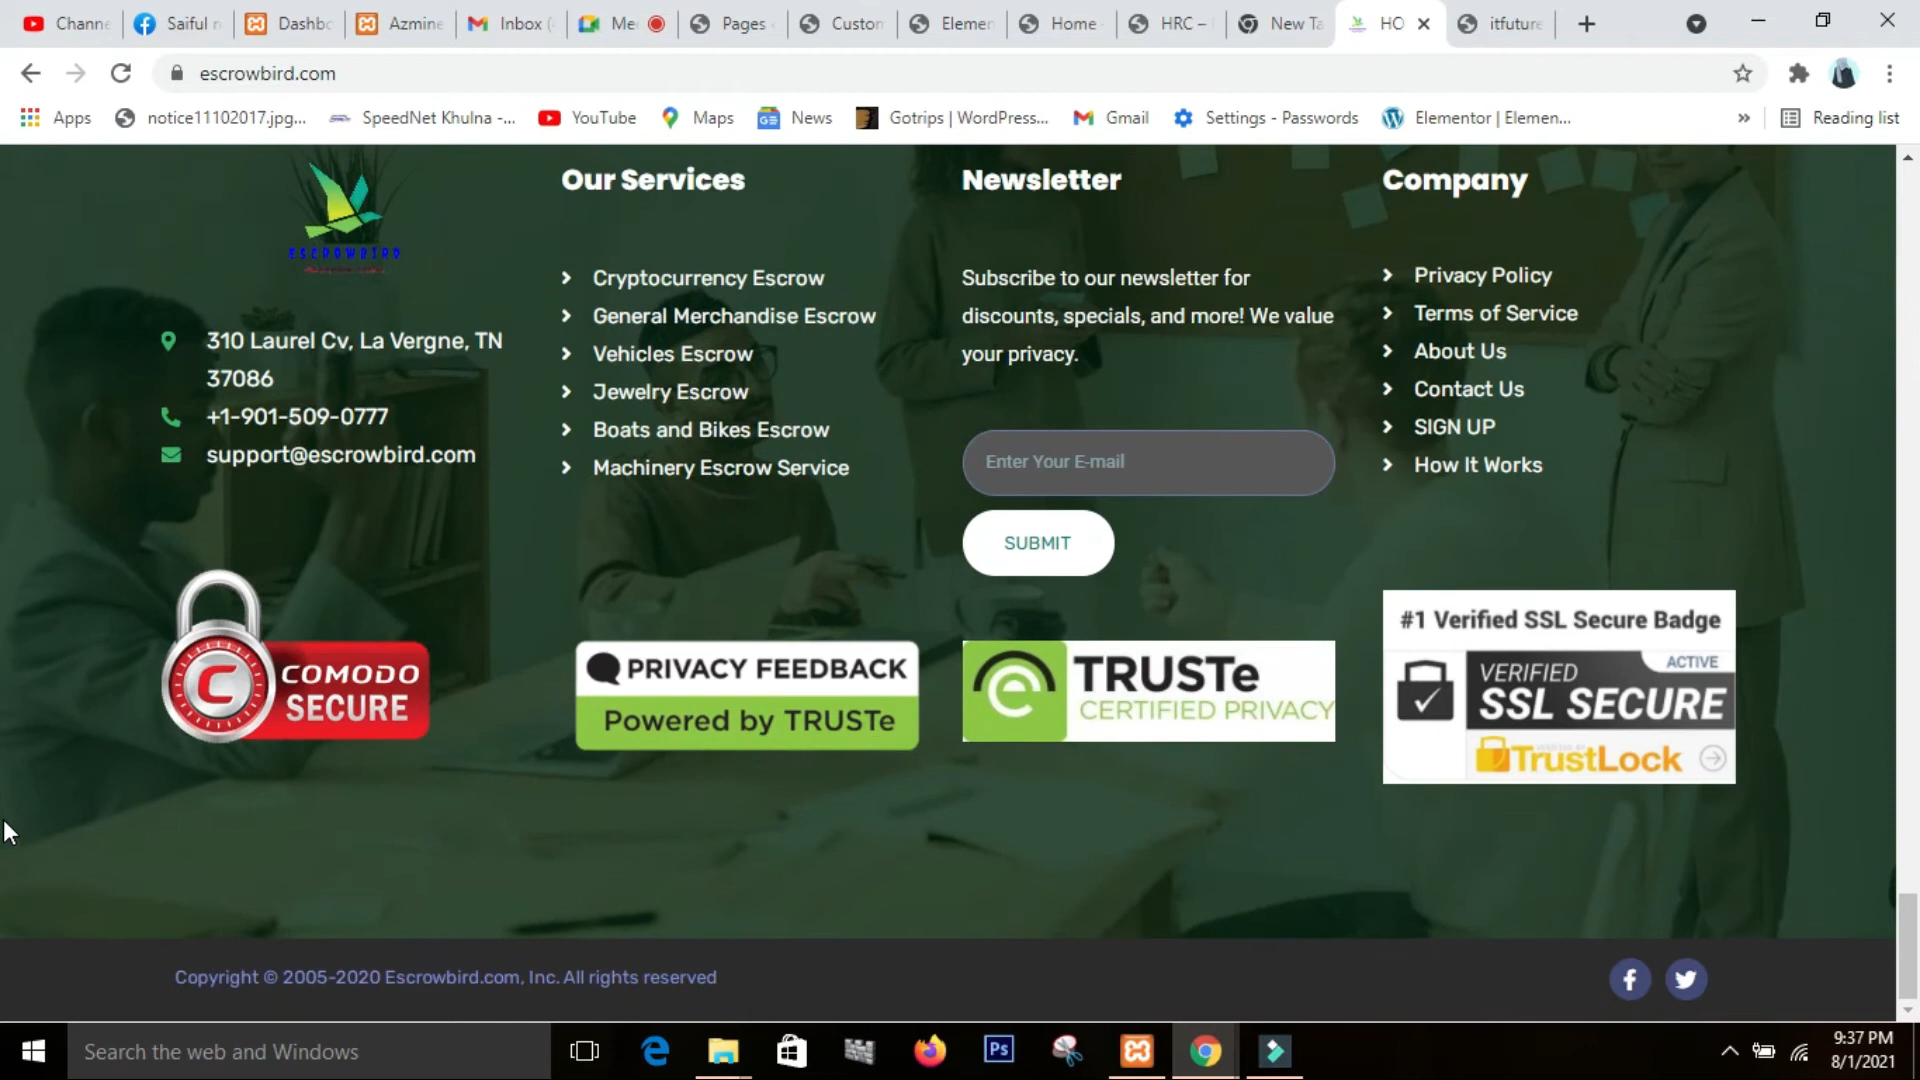 Channe
Saiful r
Dashbo
Azmine
Inbox (
Me
Pages
Custon
Elemen
Home
HRC –
New Ta
HO
itfuture
escrowbird.com
Apps
notice11102017.jpg...
SpeedNet Khulna -...
YouTube
Maps
News
Gotrips | WordPress...
Gmail
Settings - Passwords
Elementor | Elemen...
»
Reading list
ESCROWBIRD
310 Laurel Cv, La Vergne, TN
37086
+1-901-509-0777
support@escrowbird.com
Our Services
Cryptocurrency Escrow
General Merchandise Escrow
Vehicles Escrow
Jewelry Escrow
Boats and Bikes Escrow
Machinery Escrow Service
Newsletter
Subscribe to our newsletter for
discounts, specials, and more! We value
your privacy.
Enter Your E-mail
SUBMIT
Company
Privacy Policy
Terms of Service
About Us
Contact Us
SIGN UP
How It Works
C
COMODO
SECURE
PRIVACY FEEDBACK
Powered by TRUSTe
TRUSTe
CERTIFIED PRIVACY
#1 Verified SSL Secure Badge
ACTIVE
VERIFIED
SSL SECURE
TrustLock
Copyright © 2005-2020 Escrowbird.com, Inc. All rights reserved
Search the web and Windows
Ps
9:37 PM
8/1/2021